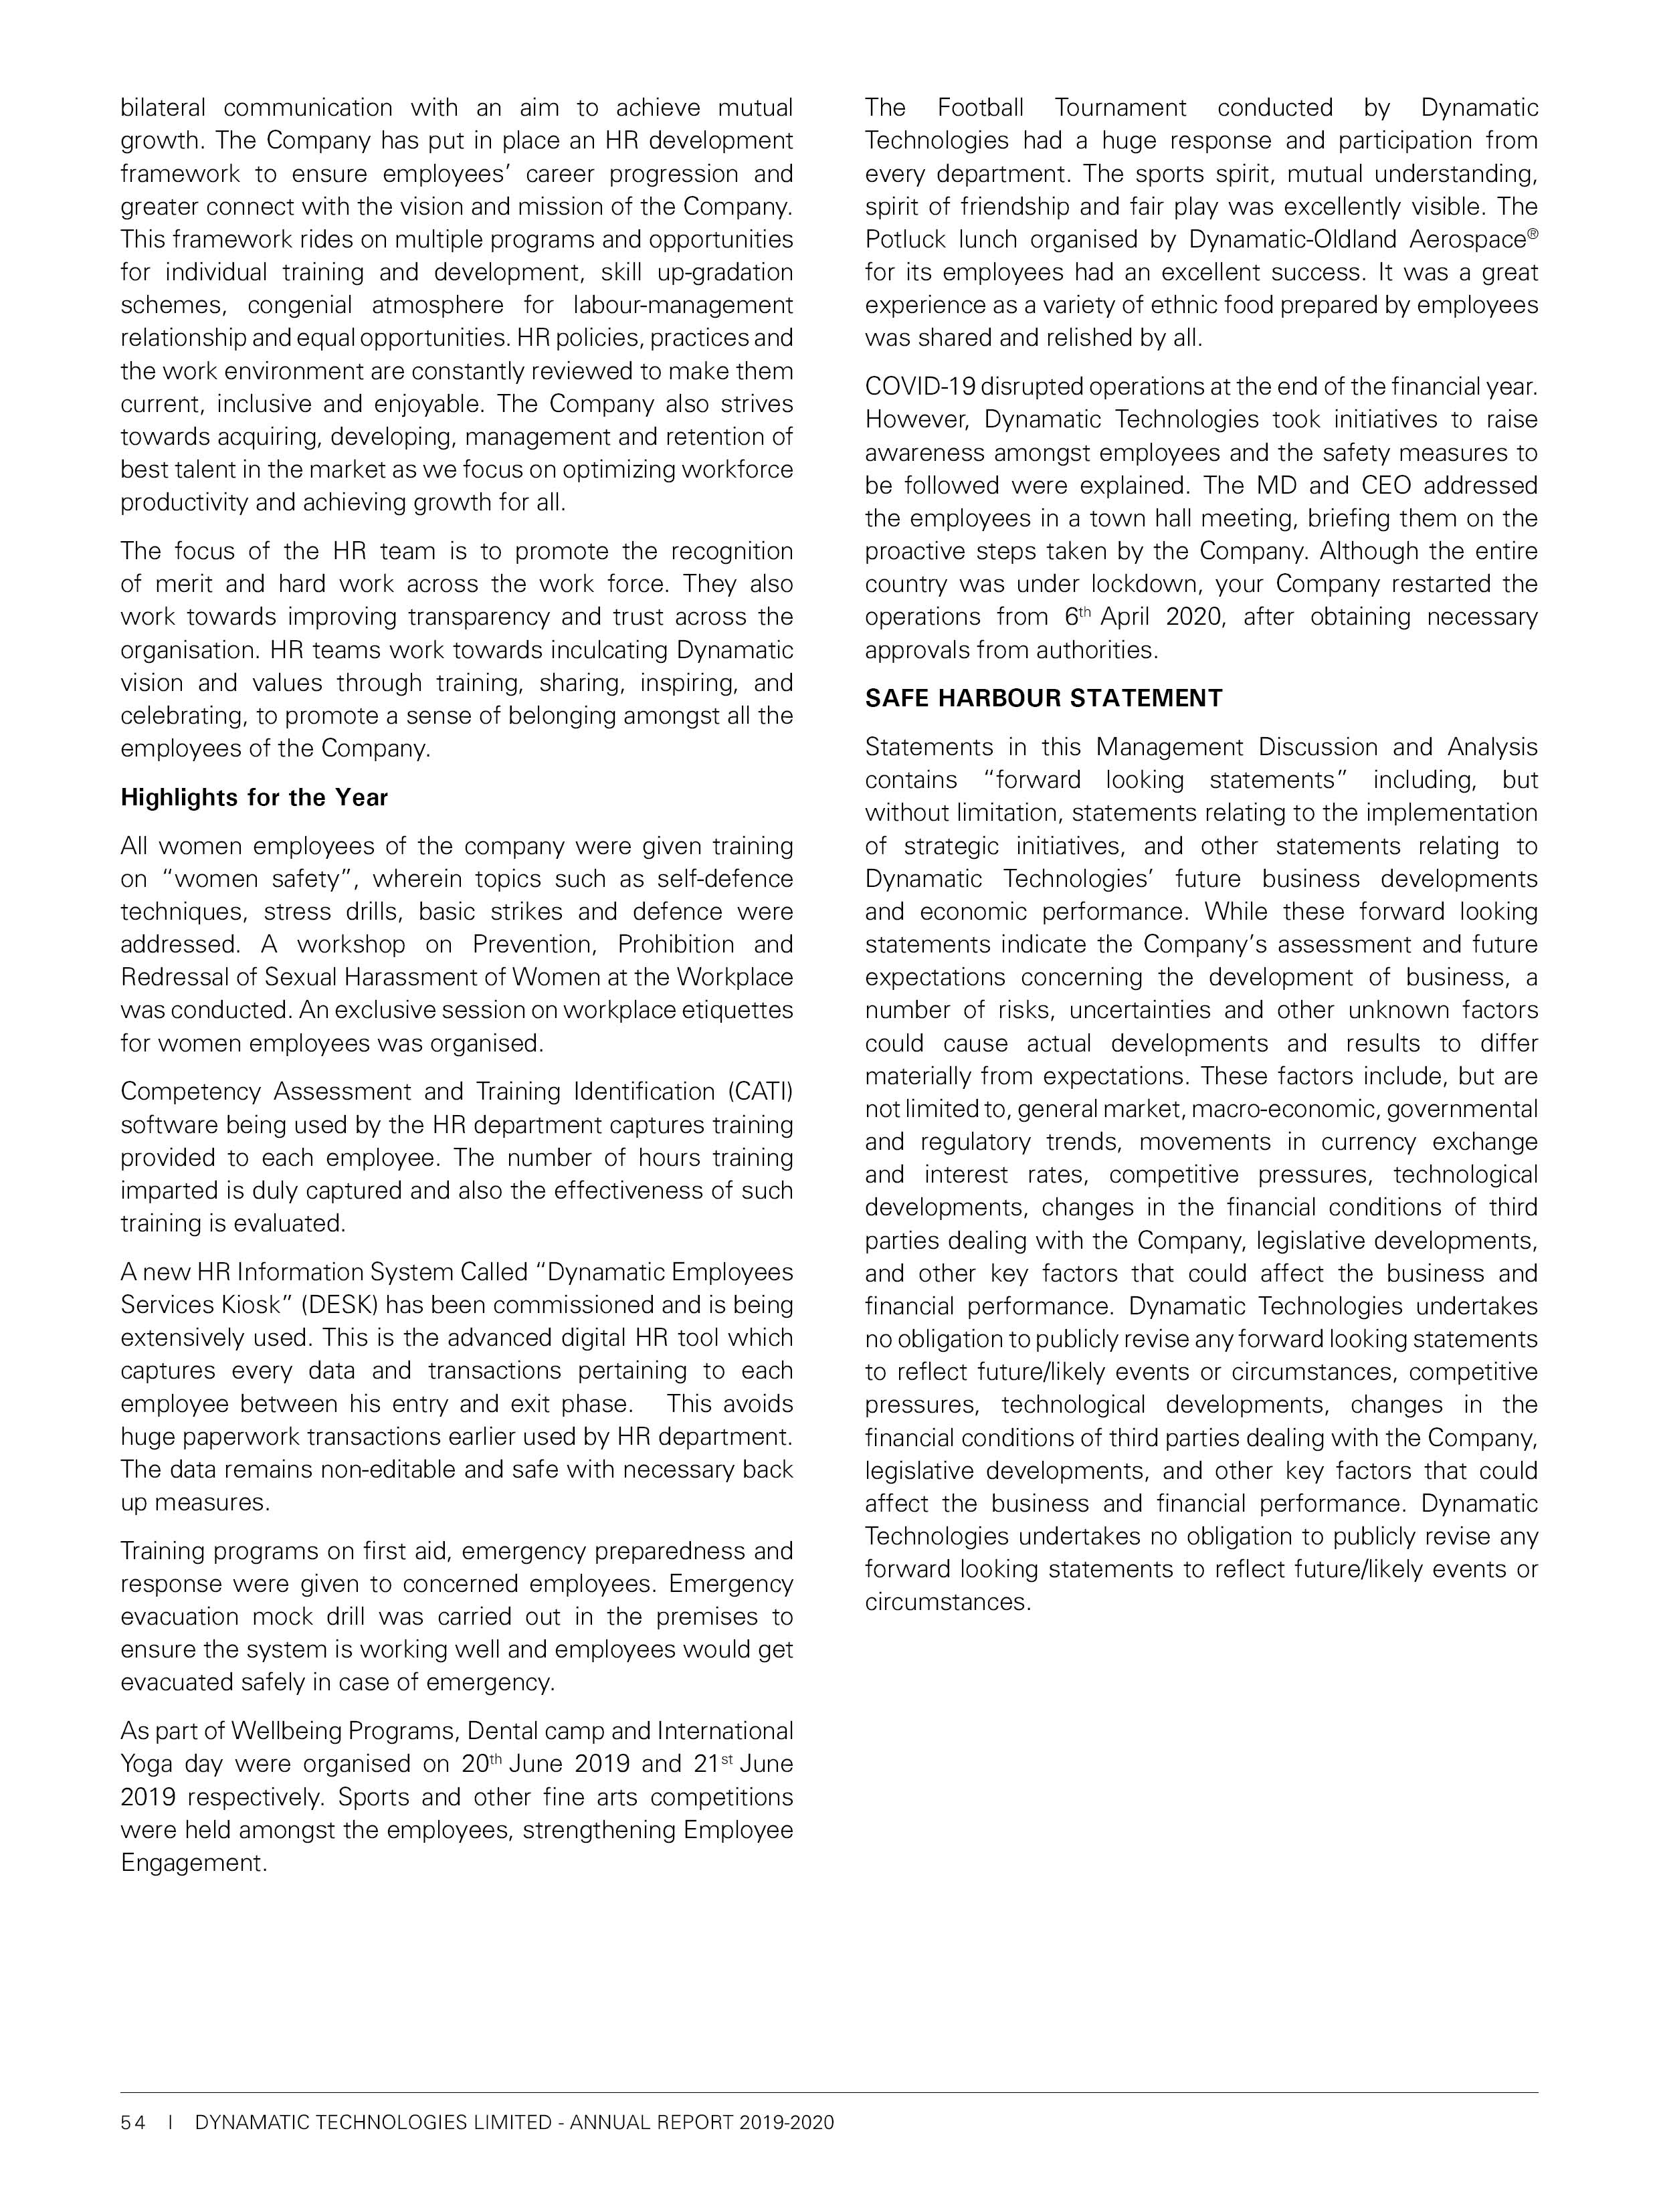 bilateral communication with an aim to achieve mutual
growth. The Company has put in place an HR development
framework to ensure employees’ career progression and
greater connect with the vision and mission of the Company.
This framework rides on multiple programs and opportunities
for individual training and development, skill up-gradation
schemes, congenial atmosphere for labour-management
relationship and equal opportunities. HR policies, practices and
the work environment are constantly reviewed to make them
current, inclusive and enjoyable. The Company also strives
towards acquiring, developing, management and retention of
best talent in the market as we focus on optimizing workforce
productivity and achieving growth for all.
The focus of the HR team is to promote the recognition
of merit and hard work across the work force. They also
work towards improving transparency and trust across the
organisation. HR teams work towards inculcating Dynamatic
vision and values through training, sharing, inspiring, and
celebrating, to promote a sense of belonging amongst all the
employees of the Company.
Highlights for the Year
All women employees of the company were given training
on “women safety”, wherein topics such as self-defence
techniques, stress drills, basic strikes and defence were
addressed. A workshop on Prevention, Prohibition and
Redressal of Sexual Harassment of Women at the Workplace
was conducted. An exclusive session on workplace etiquettes
for women employees was organised.
Competency Assessment and Training Identification (CATI)
software being used by the HR department captures training
provided to each employee. The number of hours training
imparted is duly captured and also the effectiveness of such
training is evaluated.
A new HR Information System Called “Dynamatic Employees
Services Kiosk” (DESK) has been commissioned and is being
extensively used. This is the advanced digital HR tool which
captures every data and transactions pertaining to each
employee between his entry and exit phase. This avoids
huge paperwork transactions earlier used by HR department.
The data remains non-editable and safe with necessary back
up measures.
Training programs on first aid, emergency preparedness and
response were given to concerned employees. Emergency
evacuation mock drill was carried out in the premises to
ensure the system is working well and employees would get
evacuated safely in case of emergency.
As part of Wellbeing Programs, Dental camp and International
Yoga day were organised on 20th June 2019 and 21st June
2019 respectively. Sports and other fine arts competitions
were held amongst the employees, strengthening Employee
Engagement.
The Football Tournament conducted by Dynamatic
Technologies had a huge response and participation from
every department. The sports spirit, mutual understanding,
spirit of friendship and fair play was excellently visible. The
Potluck lunch organised by Dynamatic-Oldland Aerospace®
for its employees had an excellent success. It was a great
experience as a variety of ethnic food prepared by employees
was shared and relished by all.
COVID-19 disrupted operations at the end of the financial year.
However, Dynamatic Technologies took initiatives to raise
awareness amongst employees and the safety measures to
be followed were explained. The MD and CEO addressed
the employees in a town hall meeting, briefing them on the
proactive steps taken by the Company. Although the entire
country was under lockdown, your Company restarted the
operations from 6th April 2020, after obtaining necessary
approvals from authorities.
SAFE HARBOUR STATEMENT
Statements in this Management Discussion and Analysis
contains “forward looking statements” including, but
without limitation, statements relating to the implementation
of strategic initiatives, and other statements relating to
Dynamatic Technologies’ future business developments
and economic performance. While these forward looking
statements indicate the Company’s assessment and future
expectations concerning the development of business, a
number of risks, uncertainties and other unknown factors
could cause actual developments and results to differ
materially from expectations. These factors include, but are
not limited to, general market, macro-economic, governmental
and regulatory trends, movements in currency exchange
and interest rates, competitive pressures, technological
developments, changes in the financial conditions of third
parties dealing with the Company, legislative developments,
and other key factors that could affect the business and
financial performance. Dynamatic Technologies undertakes
no obligation to publicly revise any forward looking statements
to reflect future/likely events or circumstances, competitive
pressures, technological developments, changes in the
financial conditions of third parties dealing with the Company,
legislative developments, and other key factors that could
affect the business and financial performance. Dynamatic
Technologies undertakes no obligation to publicly revise any
forward looking statements to reflect future/likely events or
circumstances.
54 I DYNAMATIC TECHNOLOGIES LIMITED - ANNUAL REPORT 2019-2020